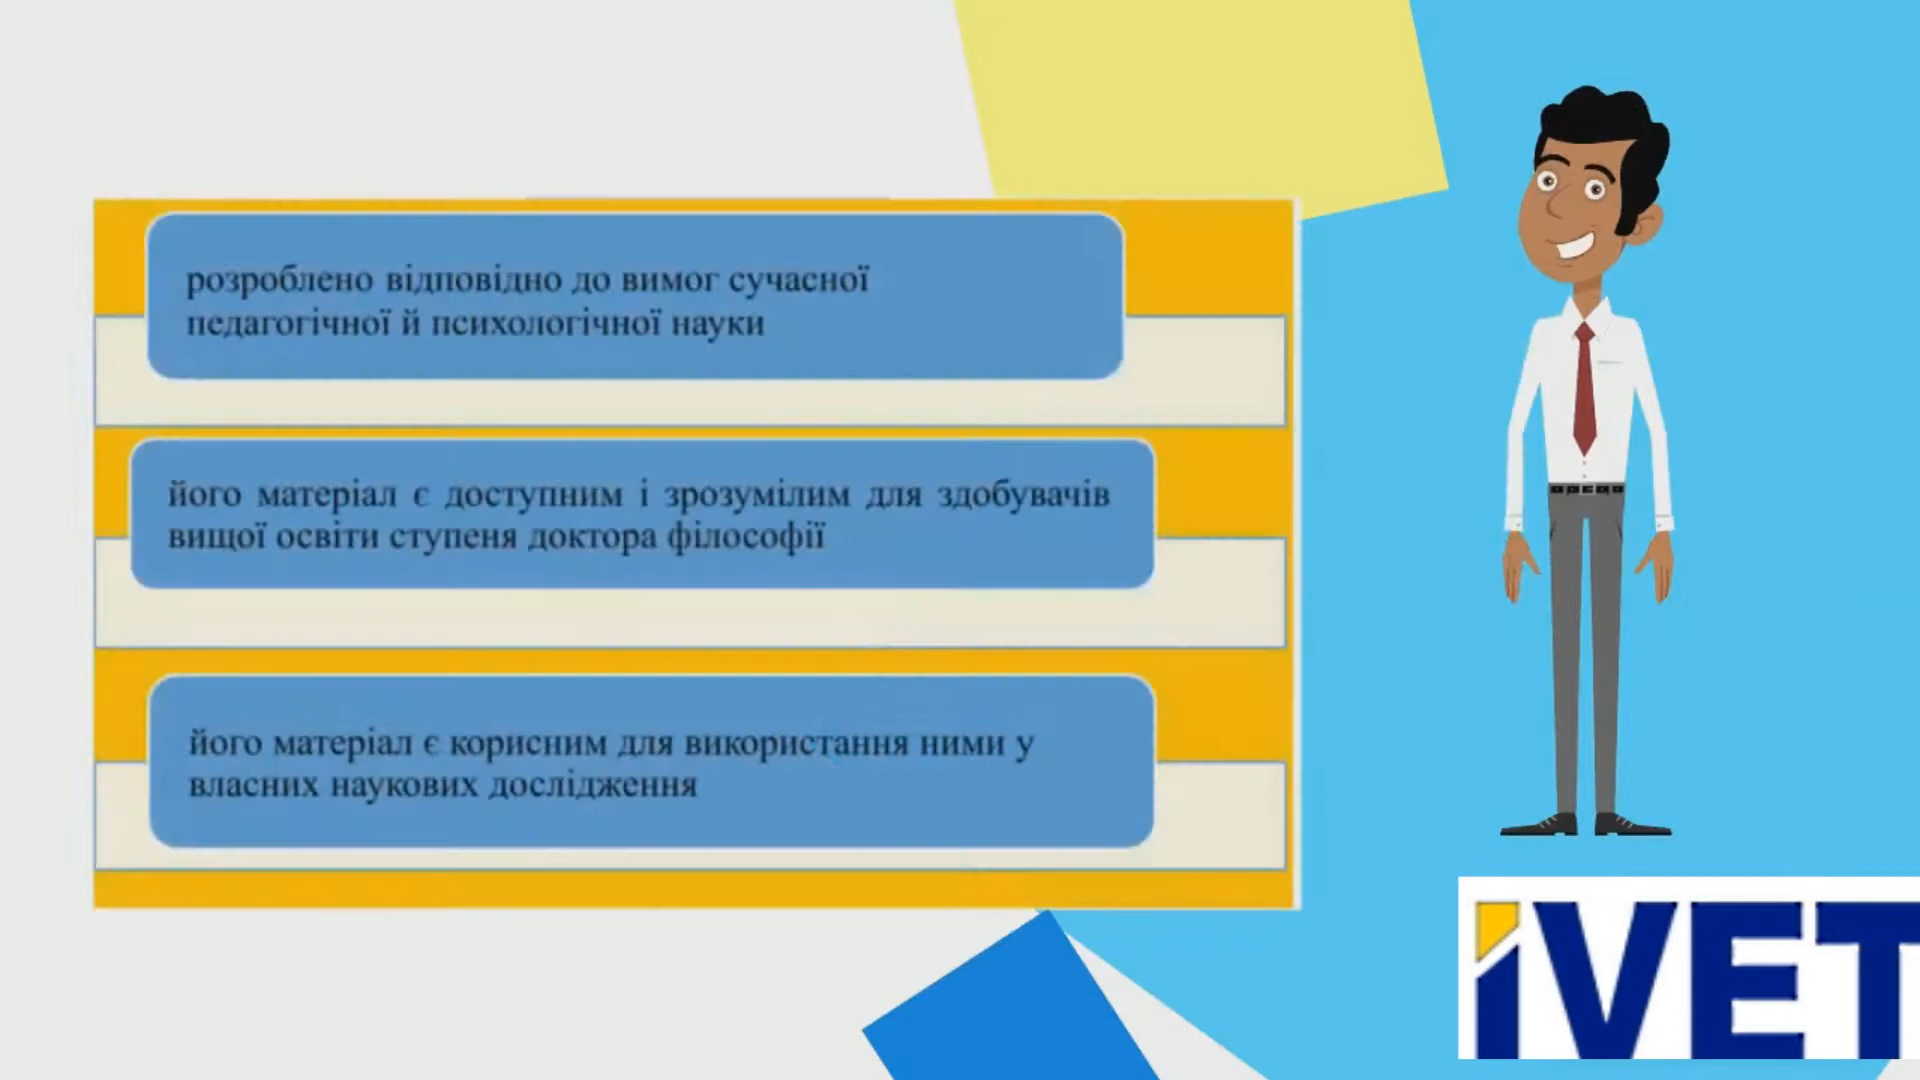 розроблено відповідно до вимог сучасної
педагогічної й психологічної науки
його матеріал є доступним і зрозумілим для здобувачів
вищої освіти ступеня доктора філософії
його матеріал є корисним для використання ними у
власних наукових дослідження
iVET